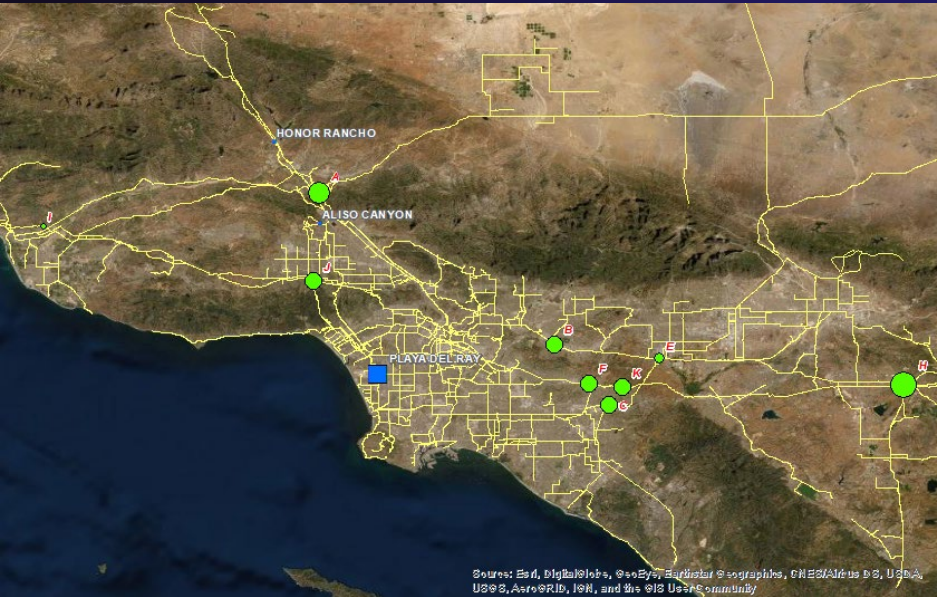 HONOR RANCHO
A
ALISO CANYON
I
J
B
PLAYA DEL RAY
E
F
K
H
G
Source: Esri, DigitalGlobe, GeoEye, Earthstar Geographics, CNES/Airbus DS, USDA,
USGS, AeroGRID, IGN, and the GIS User Community